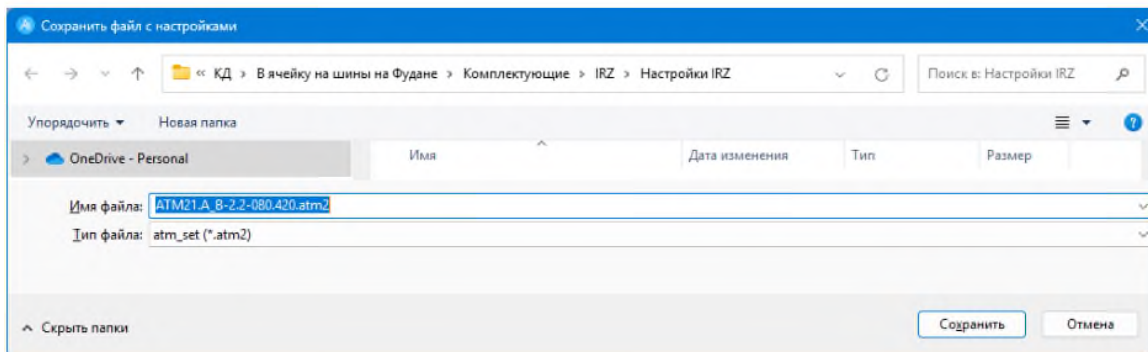 Сохранить файл с настройками
« КД › В ячейку на шины на Фудане › Комплектующие › IRZ › Настройки IRZ
Поиск в: Настройки IRZ
Упорядочить Новая папка
OneDrive - Personal
Имя Дата изменения Тип Размер
Имя файла: ATM21.A_B-2.2-080.420.atm2
Тип файла: atm_set (*.atm2)
Скрыть папки
Сохранить Отмена